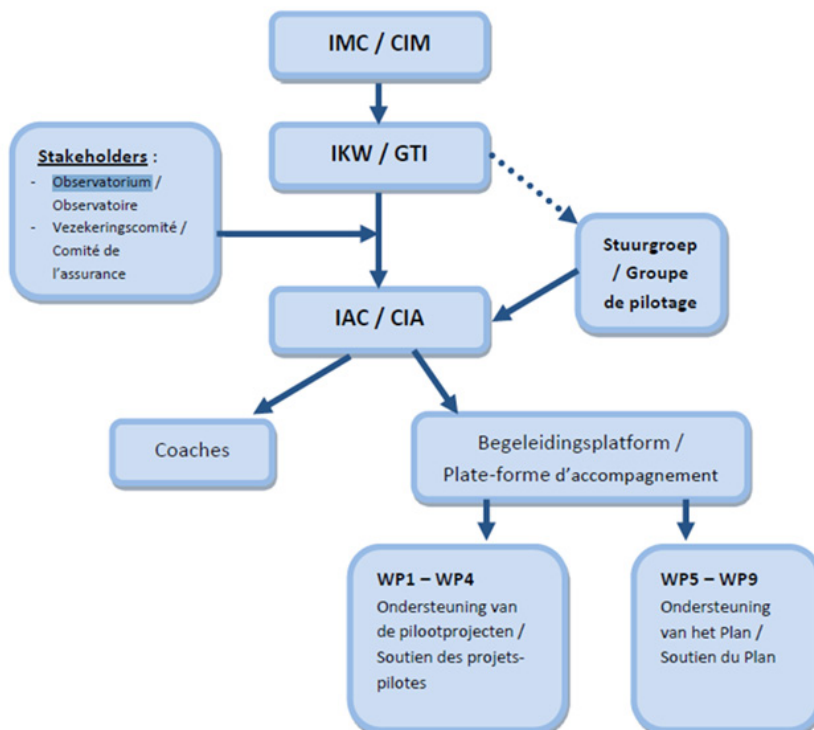 IMC / CIM
IKW / GTI
Stakeholders :
- Observatorium /
Observatoire
- Vezekeringscomité /
Comité de
l'assurance
Stuurgroep
/ Groupe
de pilotage
IAC / CIA
Coaches
Begeleidingsplatform /
Plate-forme d'accompagnement
WP1 – WP4
Ondersteuning van
de pilootprojecten /
Soutien des projets-
pilotes
WP5 – WP9
Ondersteuning
van het Plan /
Soutien du Plan